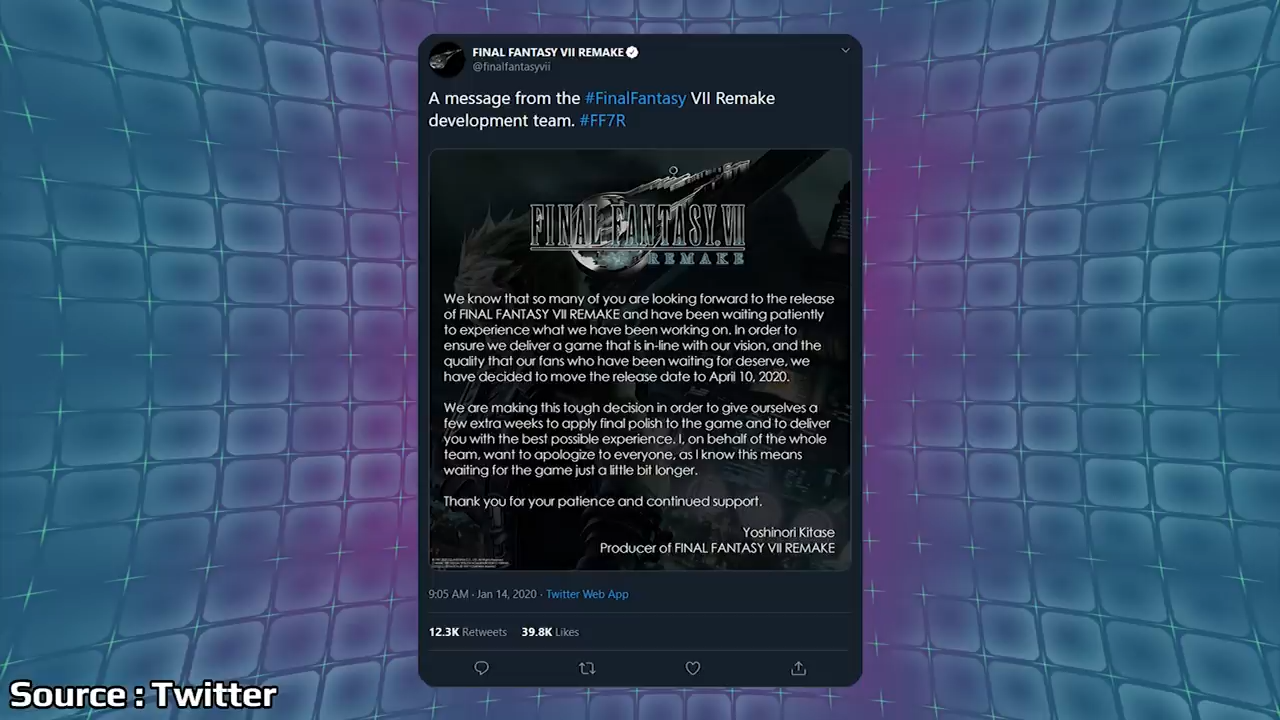 FINAL FANTASY VII REMAKE
@finalfantasyvii
A message from the #FinalFantasy VII Remake
development team. #FF7R
FINAL FANTASY VII
REMAKE
We know that so many of you are looking forward to the release
of FINAL FANTASY VII REMAKE and have been waiting patiently
to experience what we have been working on. In order to
ensure we deliver a game that is in-line with our vision, and the
quality that our fans who have been waiting for deserve, we
have decided to move the release date to April 10, 2020.
We are making this tough decision in order to give ourselves a
few extra weeks to apply final polish to the game and to deliver
you with the best possible experience. I, on behalf of the whole
team, want to apologize to everyone, as I know this means
waiting for the game just a little bit longer.
Thank you for your patience and continued support.
Yoshinori Kitase
Producer of FINAL FANTASY VII REMAKE
9:05 AM · Jan 14, 2020 · Twitter Web App
12.3K Retweets 39.8K Likes
Source : Twitter